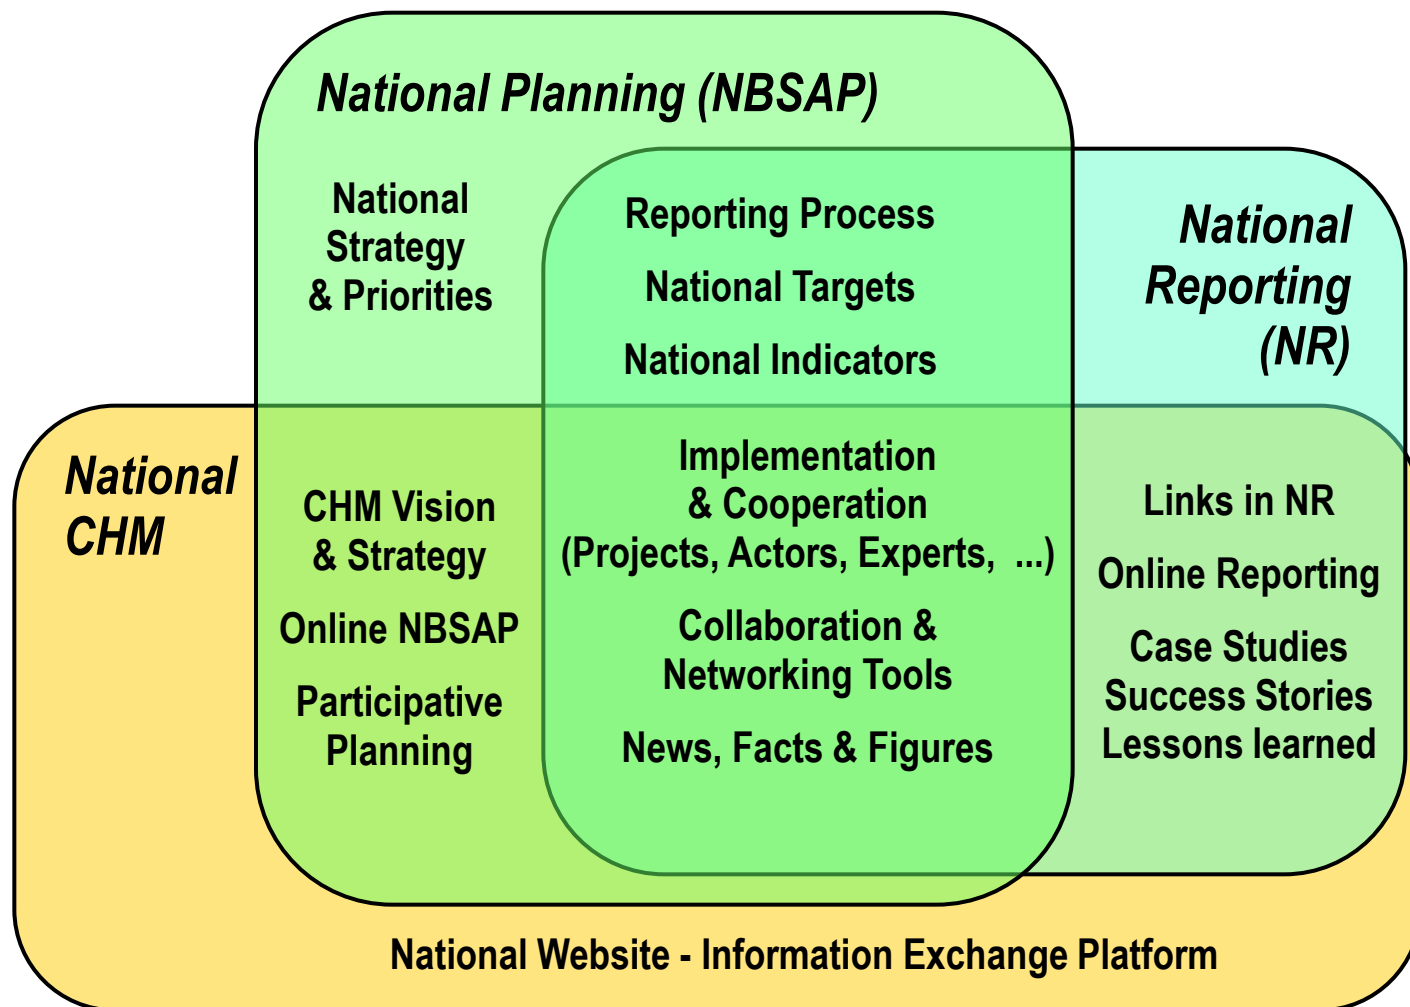 National Planning (NBSAP)
National
Strategy
& Priorities
Reporting Process
National Targets
National Indicators
National
Reporting
(NR)
National
CHM
CHM Vision
& Strategy
Online NBSAP
Participative
Planning
Implementation
& Cooperation
(Projects, Actors, Experts, ...)
Collaboration &
Networking Tools
News, Facts & Figures
Links in NR
Online Reporting
Case Studies
Success Stories
Lessons learned
National Website - Information Exchange Platform